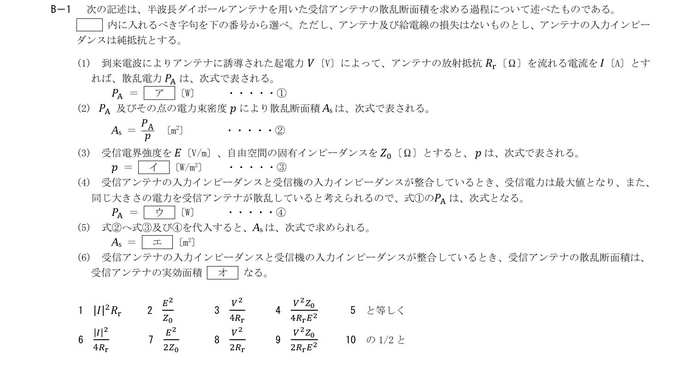 B－1　次の記述は、半波長ダイポールアンテナを用いた受信アンテナの散乱断面積を求める過程について述べたものである。
内に入れるべき字句を下の番号から選べ。ただし、アンテナ及び給電線の損失はないものとし、アンテナの入力インピー
ダンスは純抵抗とする。
(1)　到来電波によりアンテナに誘導された起電力 V〔V〕によって、アンテナの放射抵抗 Rr〔Ω〕を流れる電流を I〔A〕とす
れば、散乱電力 PA は、次式で表される。
PA ＝ ア〔W〕　・・・・・①
(2)　PA 及びその点の電力束密度 p により散乱断面積 As は、次式で表される。
As ＝ PA/p〔m²〕　・・・・・②
(3)　受信電界強度を E〔V/m〕、自由空間の固有インピーダンスを Z0〔Ω〕とすると、p は、次式で表される。
p ＝ イ〔W/m²〕　・・・・・③
(4)　受信アンテナの入力インピーダンスと受信機の入力インピーダンスが整合しているとき、受信電力は最大値となり、また、
同じ大きさの電力を受信アンテナが散乱していると考えられるので、式①の PA は、次式となる。
PA ＝ ウ〔W〕　・・・・・④
(5)　式②へ式③及び④を代入すると、As は、次式で求められる。
As ＝ エ〔m²〕
(6)　受信アンテナの入力インピーダンスと受信機の入力インピーダンスが整合しているとき、受信アンテナの散乱断面積は、
受信アンテナの実効面積 オ なる。
1　|I|²Rr　2　E²/Z0　3　V²/4Rr　4　V²Z0/4RrE²　5　と等しく
6　|I|²/4Rr　7　E²/2Z0　8　V²/2Rr　9　V²Z0/2RrE²　10　の 1/2 と